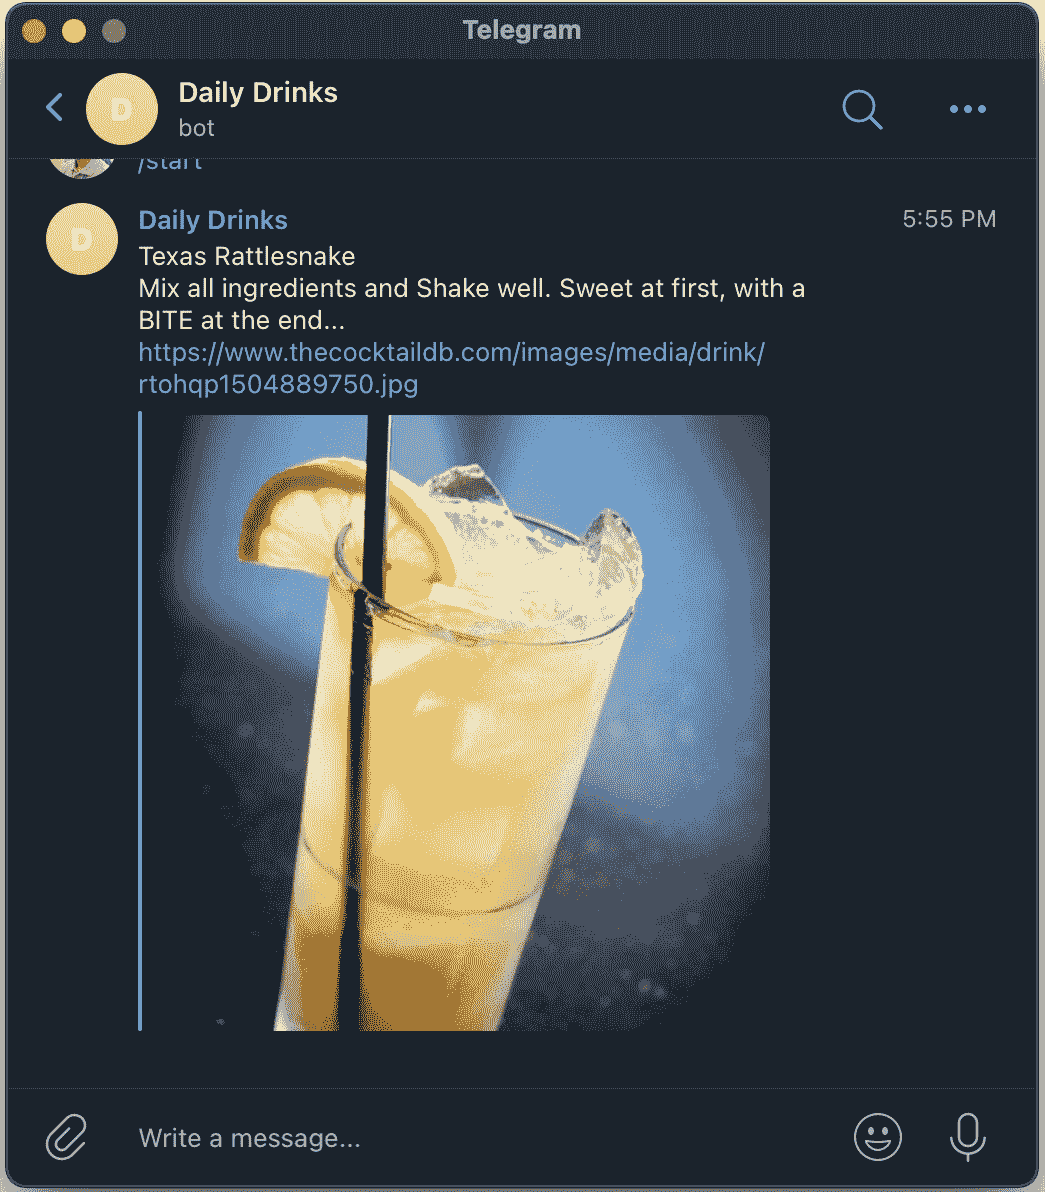 Telegram
D
Daily Drinks
bot
/start
D
Daily Drinks
5:55 PM
Texas Rattlesnake
Mix all ingredients and Shake well. Sweet at first, with a
BITE at the end...
https://www.thecocktaildb.com/images/media/drink/
rtohqp1504889750.jpg
Write a message...